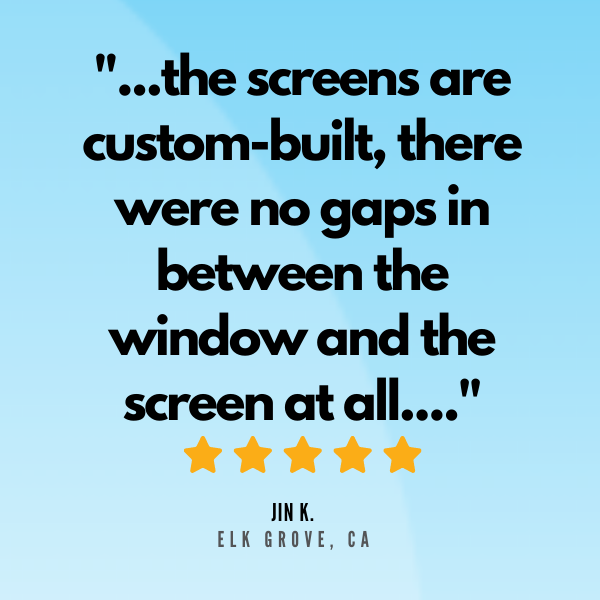 "...the screens are
custom-built, there
were no gaps in
between the
window and the
screen at all...."
JIN K.
ELK GROVE, CA